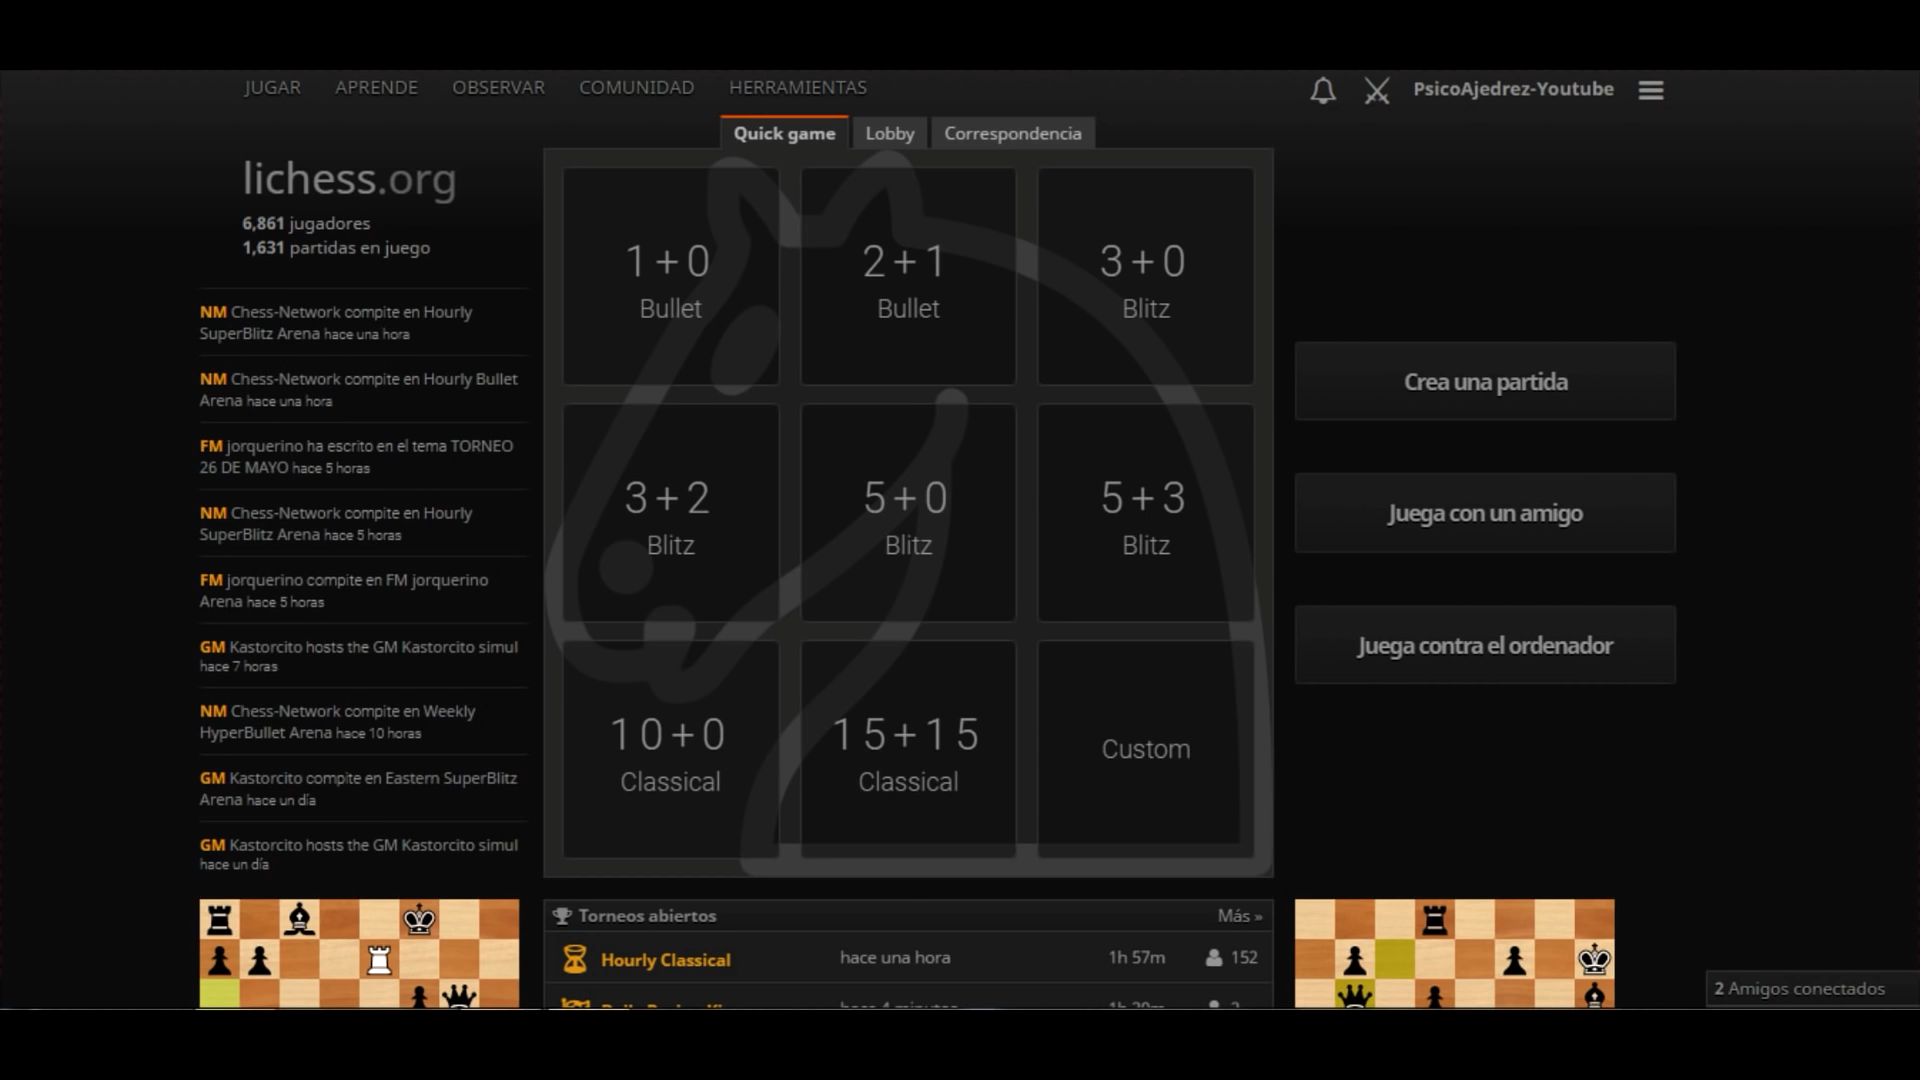 JUGAR APRENDE OBSERVAR COMUNIDAD HERRAMIENTAS PsicoAjedrez-Youtube
Quick game Lobby Correspondencia
lichess.org
6,861 jugadores
1,631 partidas en juego
NM Chess-Network compite en Hourly
SuperBlitz Arena hace una hora
NM Chess-Network compite en Hourly Bullet
Arena hace una hora
FM jorquerino ha escrito en el tema TORNEO
26 DE MAYO hace 5 horas
NM Chess-Network compite en Hourly
SuperBlitz Arena hace 5 horas
FM jorquerino compite en FM jorquerino
Arena hace 5 horas
GM Kastorcito hosts the GM Kastorcito simul
hace 7 horas
NM Chess-Network compite en Weekly
HyperBullet Arena hace 10 horas
GM Kastorcito compite en Eastern SuperBlitz
Arena hace un día
GM Kastorcito hosts the GM Kastorcito simul
hace un día
1+0
Bullet
2+1
Bullet
3+0
Blitz
3+2
Blitz
5+0
Blitz
5+3
Blitz
10+0
Classical
15+15
Classical
Custom
Crea una partida
Juega con un amigo
Juega contra el ordenador
Torneos abiertos Más »
Hourly Classical hace una hora 1h 57m 152
hace 4 minutos
2 Amigos conectados